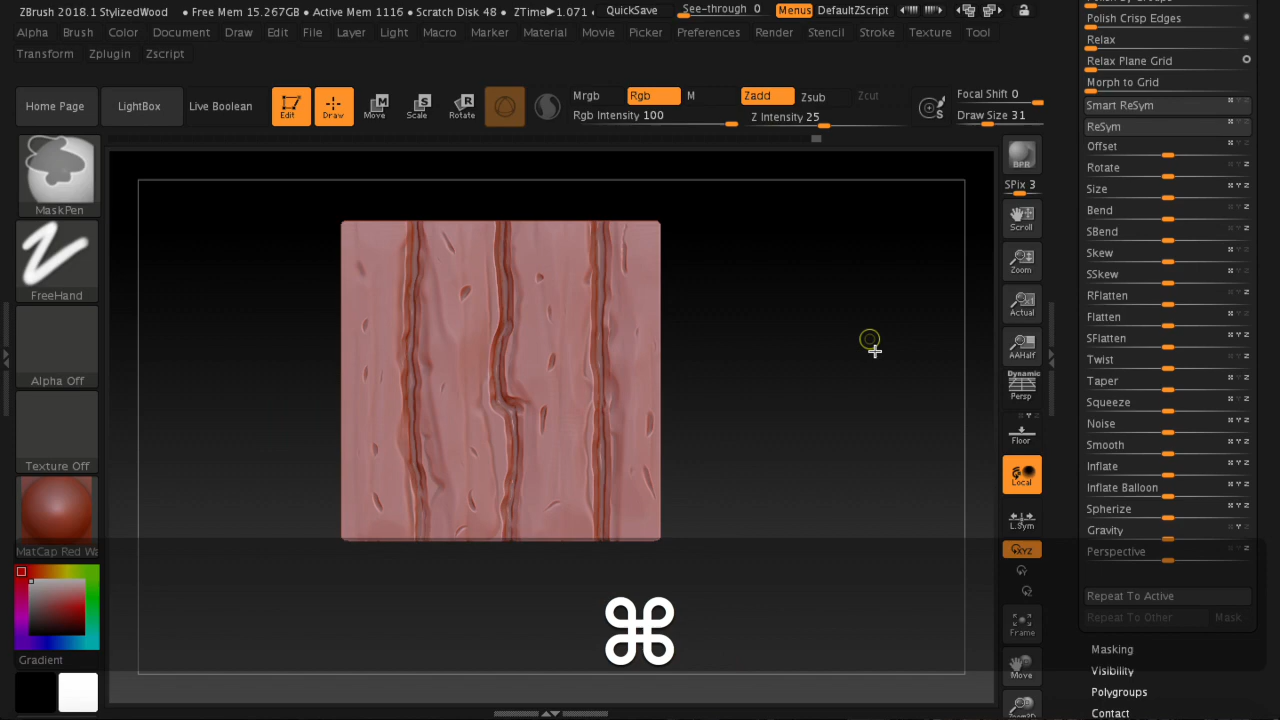 ZBrush 2018.1 StylizedWood • Free Mem 15.267GB • Active Mem 1116 • Scratch Disk 48 • ZTime▶1.071 QuickSave See-through 0 Menus DefaultZScript
Alpha Brush Color Document Draw Edit File Layer Light Macro Marker Material Movie Picker Preferences Render Stencil Stroke Texture Tool
Transform Zplugin Zscript
Home Page LightBox Live Boolean Edit Draw Move Scale Rotate
Mrgb Rgb M Zadd Zsub Zcut Focal Shift 0
Rgb Intensity 100 Z Intensity 25 Draw Size 31
MaskPen
FreeHand
Alpha Off
Texture Off
MatCap Red Wa
Gradient
BPR
SPix 3
Scroll
Zoom
Actual
AAHalf
Dynamic
Persp
Floor
Local
L.Sym
XYZ
Frame
Move
Zoom3D
Polish Crisp Edges
Relax
Relax Plane Grid
Morph to Grid
Smart ReSym
ReSym
Offset
Rotate
Size
Bend
SBend
Skew
SSkew
RFlatten
Flatten
SFlatten
Twist
Taper
Squeeze
Noise
Smooth
Inflate
Inflate Balloon
Spherize
Gravity
Perspective
Repeat To Active
Repeat To Other Mask
Masking
Visibility
Polygroups
Contact